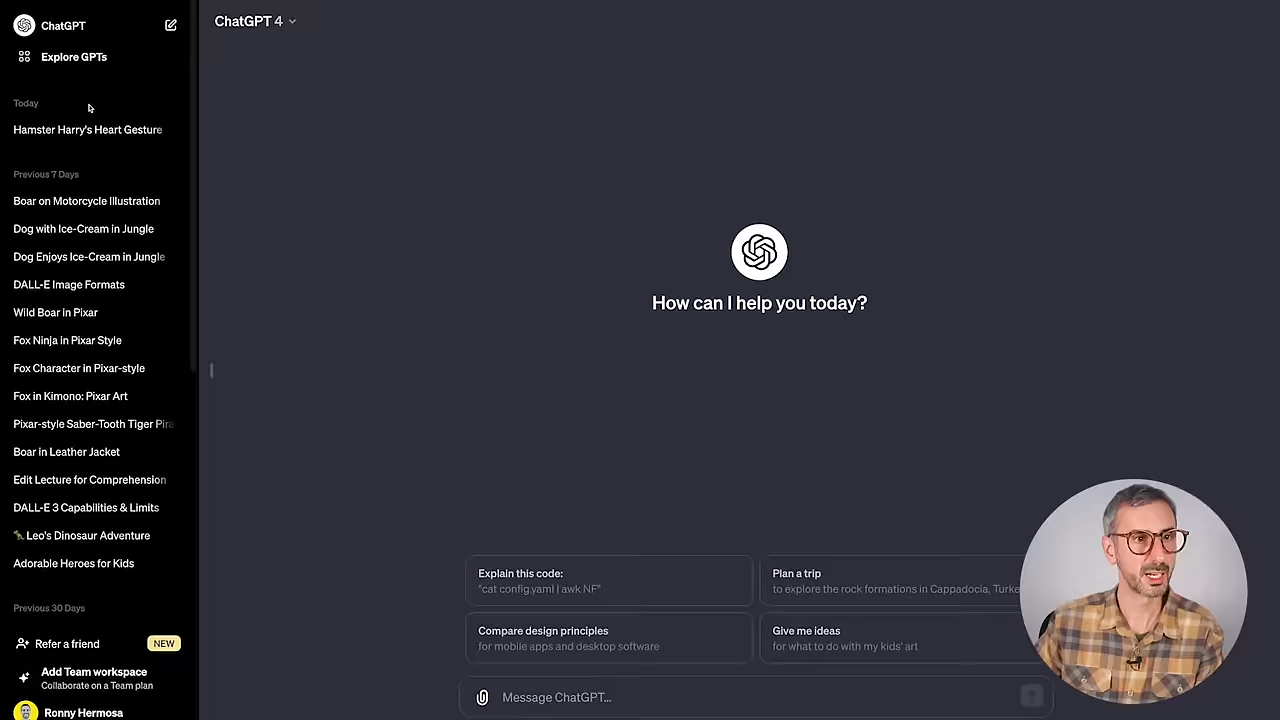 ChatGPT
Explore GPTs
Today
Hamster Harry's Heart Gesture
Previous 7 Days
Boar on Motorcycle Illustration
Dog with Ice-Cream in Jungle
Dog Enjoys Ice-Cream in Jungle
DALL-E Image Formats
Wild Boar in Pixar
Fox Ninja in Pixar Style
Fox Character in Pixar-style
Fox in Kimono: Pixar Art
Pixar-style Saber-Tooth Tiger Pira
Boar in Leather Jacket
Edit Lecture for Comprehension
DALL-E 3 Capabilities & Limits
🦖 Leo's Dinosaur Adventure
Adorable Heroes for Kids
Previous 30 Days
Refer a friend NEW
Add Team workspace
Collaborate on a Team plan
Ronny Hermosa
ChatGPT 4
How can I help you today?
Explain this code:
"cat config.yaml | awk NF"
Plan a trip
to explore the rock formations in Cappadocia, Turke
Compare design principles
for mobile apps and desktop software
Give me ideas
for what to do with my kids' art
Message ChatGPT...